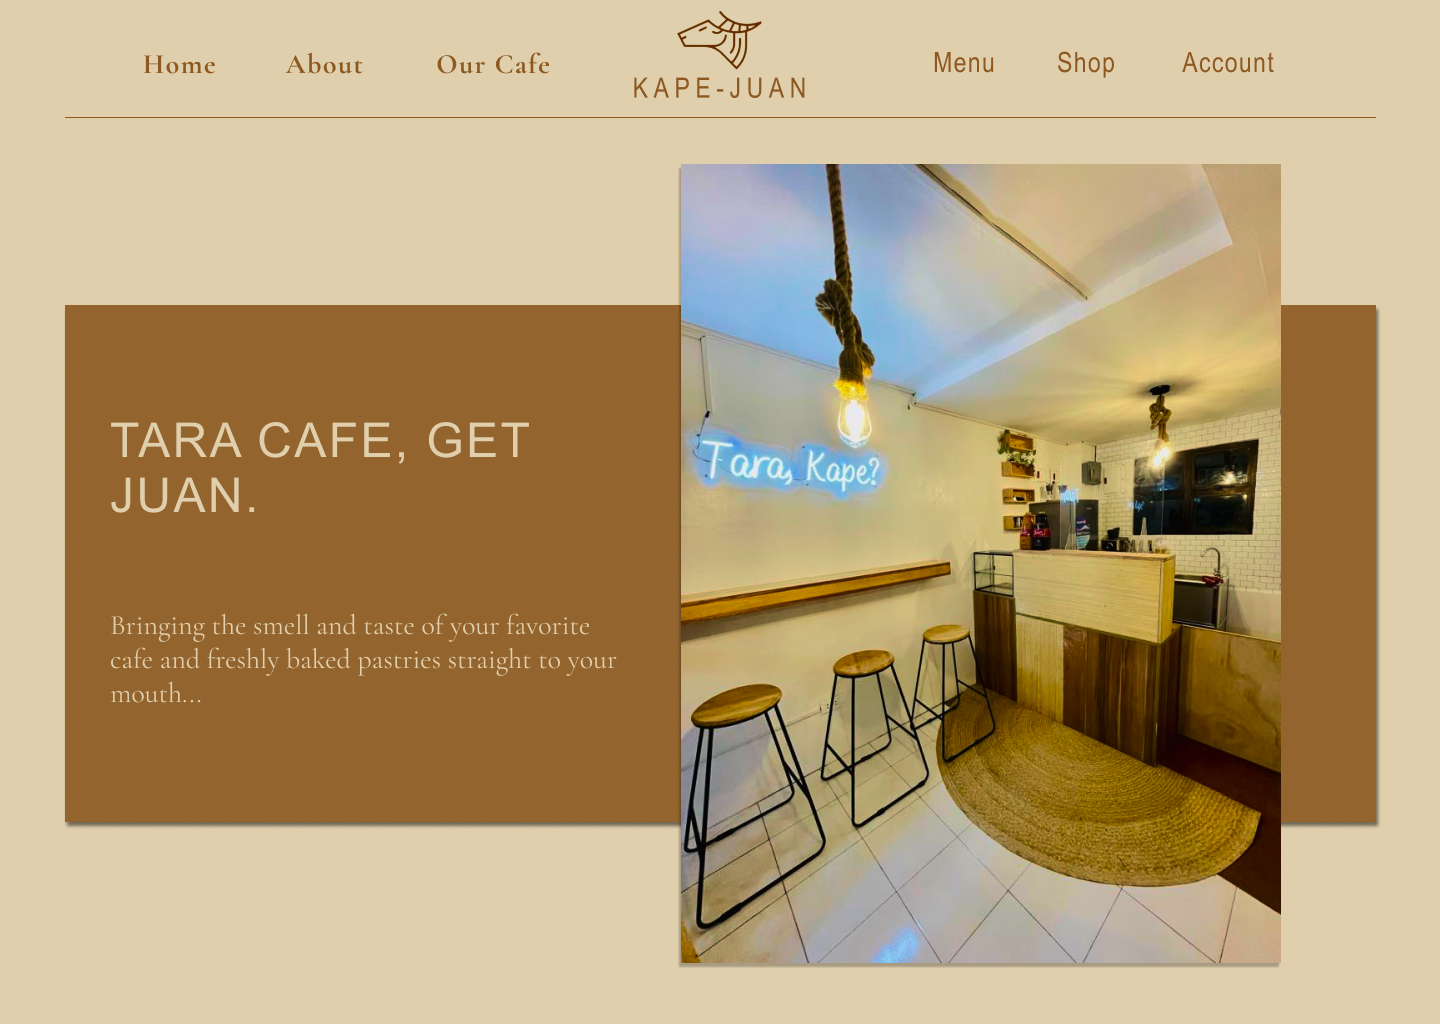 Home About Our Cafe
KAPE-JUAN
Menu Shop Account
TARA CAFE, GET
JUAN.
Bringing the smell and taste of your favorite
cafe and freshly baked pastries straight to your
mouth...
Tara, Kape?